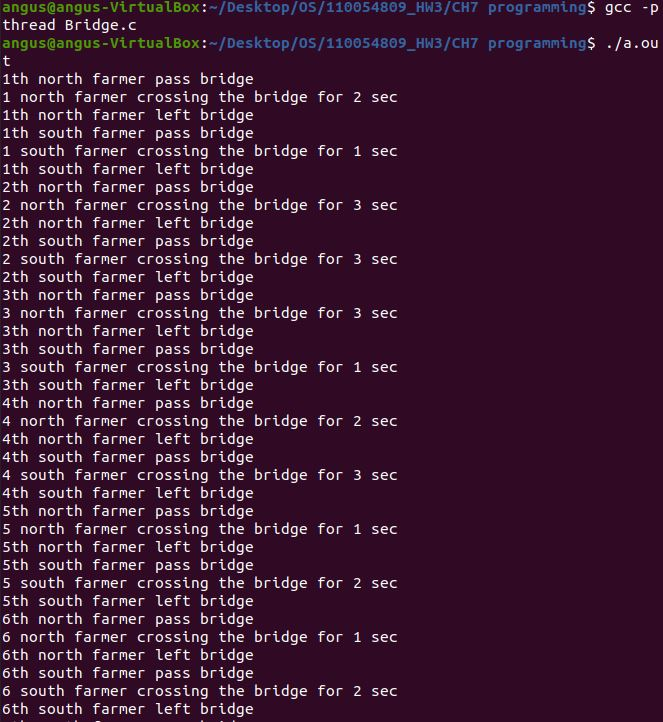 angus@angus-VirtualBox:~/Desktop/OS/110054809_HW3/CH7 programming$ gcc -p
thread Bridge.c
angus@angus-VirtualBox:~/Desktop/OS/110054809_HW3/CH7 programming$ ./a.ou
t
1th north farmer pass bridge
1 north farmer crossing the bridge for 2 sec
1th north farmer left bridge
1th south farmer pass bridge
1 south farmer crossing the bridge for 1 sec
1th south farmer left bridge
2th north farmer pass bridge
2 north farmer crossing the bridge for 3 sec
2th north farmer left bridge
2th south farmer pass bridge
2 south farmer crossing the bridge for 3 sec
2th south farmer left bridge
3th north farmer pass bridge
3 north farmer crossing the bridge for 3 sec
3th north farmer left bridge
3th south farmer pass bridge
3 south farmer crossing the bridge for 1 sec
3th south farmer left bridge
4th north farmer pass bridge
4 north farmer crossing the bridge for 2 sec
4th north farmer left bridge
4th south farmer pass bridge
4 south farmer crossing the bridge for 3 sec
4th south farmer left bridge
5th north farmer pass bridge
5 north farmer crossing the bridge for 1 sec
5th north farmer left bridge
5th south farmer pass bridge
5 south farmer crossing the bridge for 2 sec
5th south farmer left bridge
6th north farmer pass bridge
6 north farmer crossing the bridge for 1 sec
6th north farmer left bridge
6th south farmer pass bridge
6 south farmer crossing the bridge for 2 sec
6th south farmer left bridge